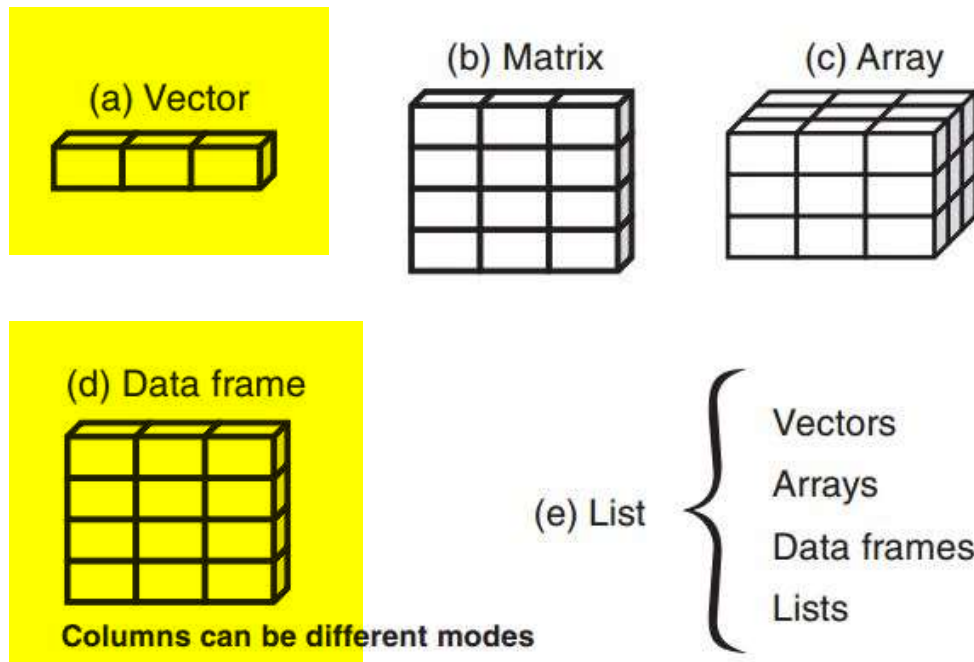 (a) Vector
(b) Matrix
(c) Array
(d) Data frame
Columns can be different modes
(e) List
Vectors
Arrays
Data frames
Lists